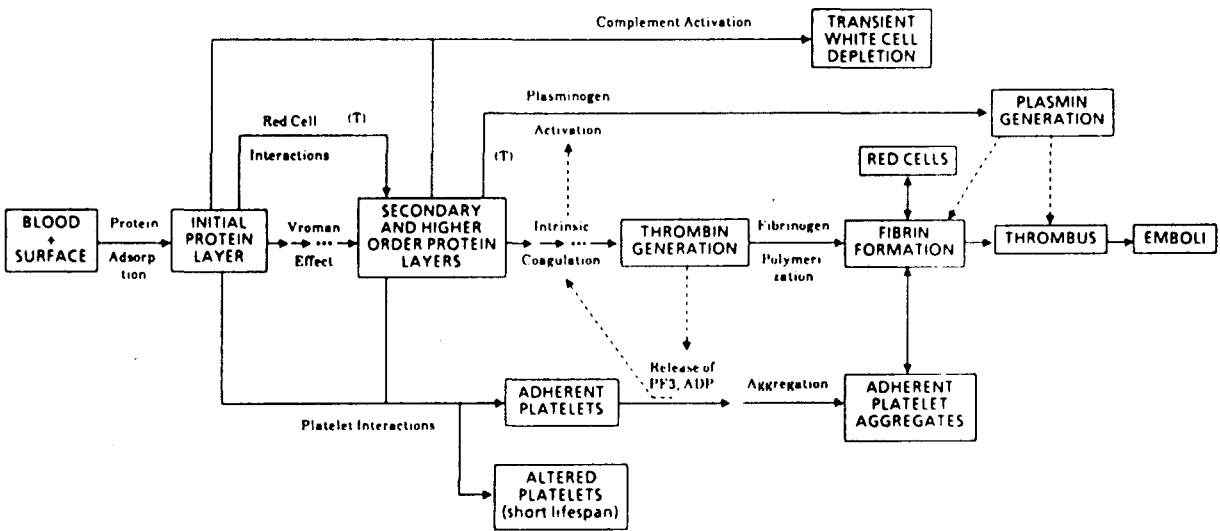 Complement Activation
TRANSIENT
WHITE CELL
DEPLETION
Plasminogen
Activation
PLASMIN
GENERATION
Red Cell (T)
Interactions
(T)
RED CELLS
BLOOD
+
SURFACE
Protein
Adsorp
tion
INITIAL
PROTEIN
LAYER
Vroman
...
Effect
SECONDARY
AND HIGHER
ORDER PROTEIN
LAYERS
Intrinsic
...
Coagulation
THROMBIN
GENERATION
Fibrinogen
Polymeri
zation
FIBRIN
FORMATION
THROMBUS
EMBOLI
Release of
PF3, ADP
Aggregation
ADHERENT
PLATELETS
ADHERENT
PLATELET
AGGREGATES
Platelet Interactions
ALTERED
PLATELETS
(short lifespan)